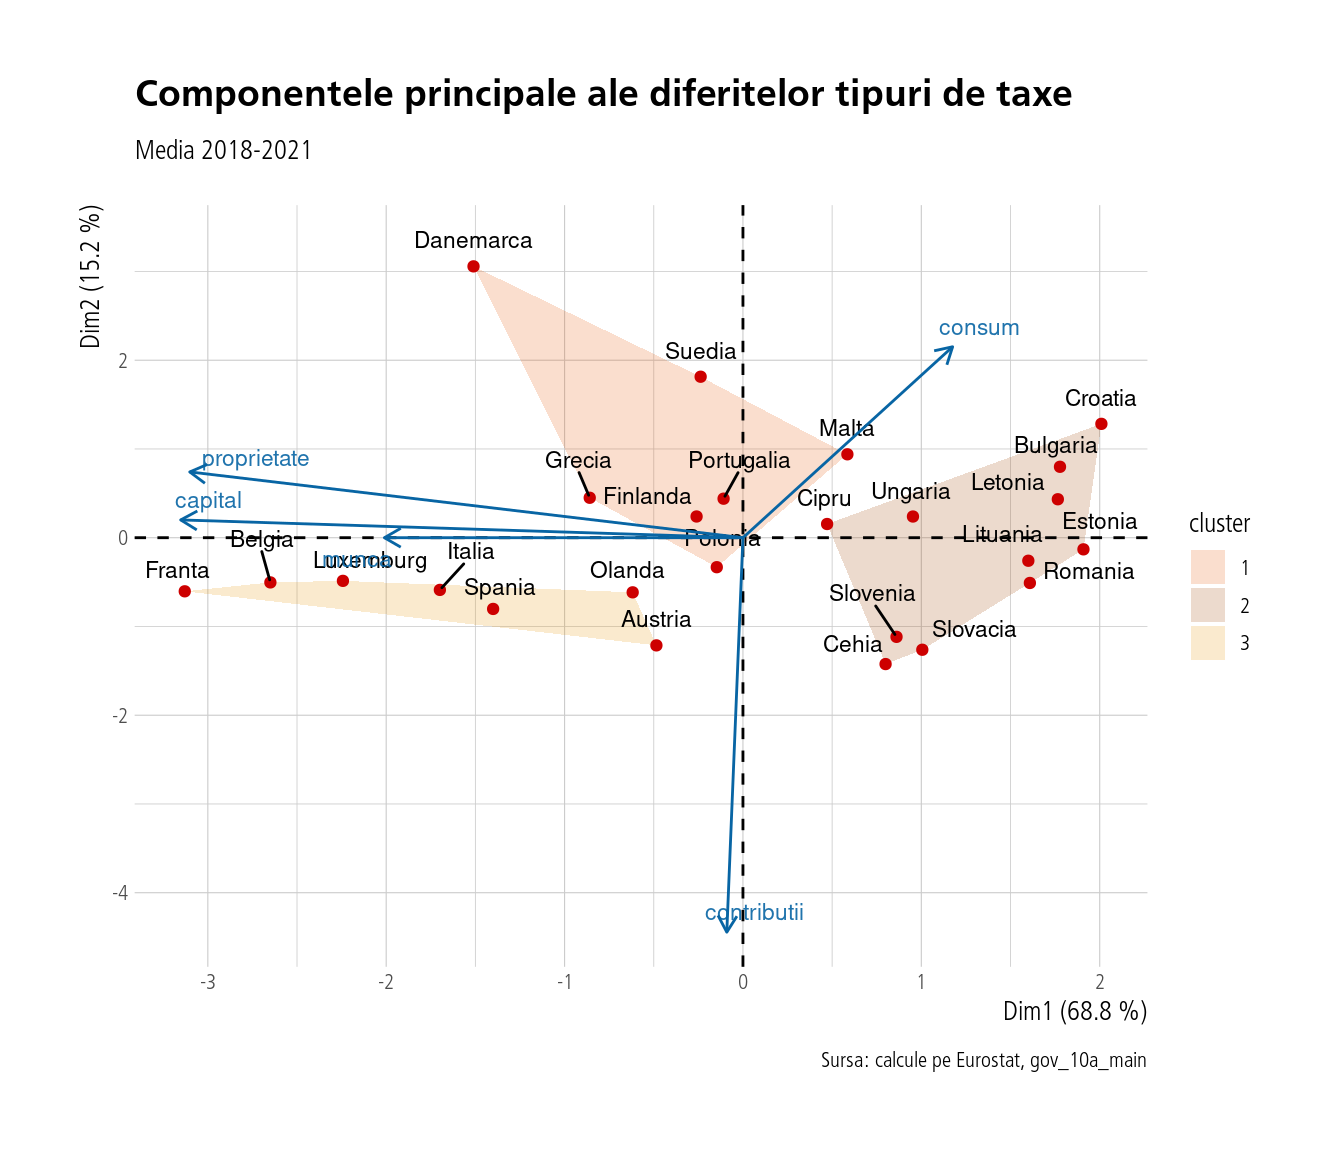 Componentele principale ale diferitelor tipuri de taxe
Media 2018-2021
Dim2 (15.2 %)
Danemarca
consum
Suedia
2
Croatia
Malta
Bulgaria
proprietate
Grecia
Portugalia
Letonia
capital
Finlanda
Cipru
Ungaria
Estonia
0
Belgia
Polonia
Lituania
Luxemburg
munca
Italia
Franta
Olanda
Romania
Spania
Slovenia
Austria
Slovacia
Cehia
-2
-4
contributii
-3
-2
-1
0
1
2
Dim1 (68.8 %)
cluster
1
2
3
Sursa: calcule pe Eurostat, gov_10a_main